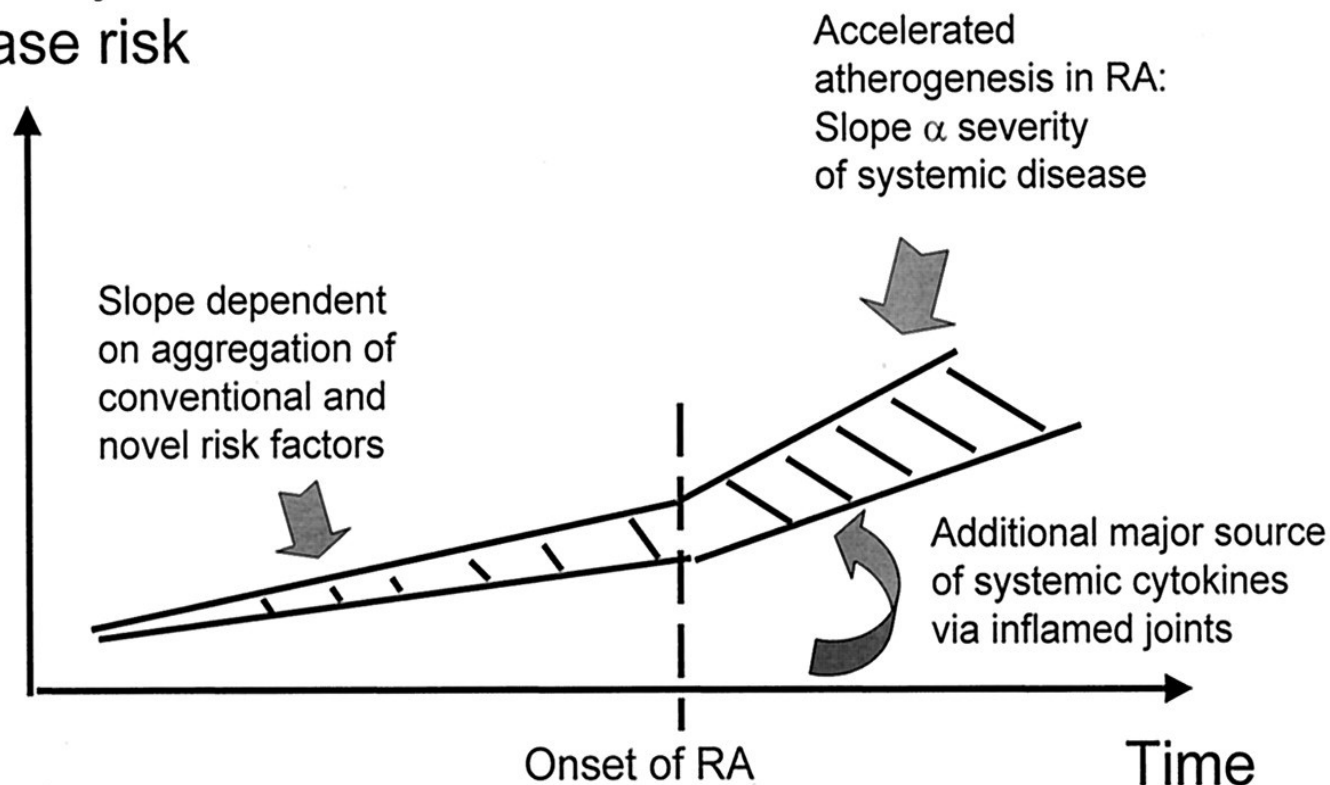 ase risk
Accelerated
atherogenesis in RA:
Slope α severity
of systemic disease
Slope dependent
on aggregation of
conventional and
novel risk factors
Additional major source
of systemic cytokines
via inflamed joints
Onset of RA
Time